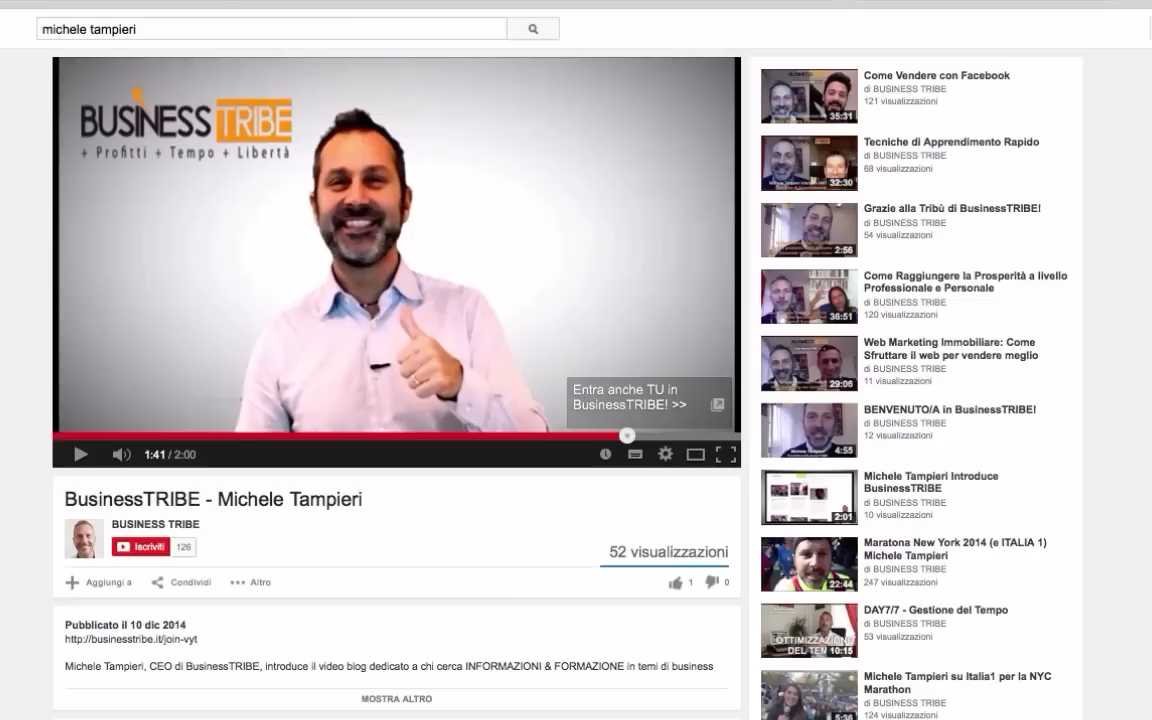 michele tampieri
BUSINESS TRIBE
+ Profitti + Tempo + Libertà
Entra anche TU in
BusinessTRIBE! >>
1:41 / 2:00
BusinessTRIBE - Michele Tampieri
BUSINESS TRIBE
Iscriviti 126
52 visualizzazioni
Aggiungi a Condividi Altro
1 0
Pubblicato il 10 dic 2014
http://businesstribe.it/join-vyt
Michele Tampieri, CEO di BusinessTRIBE, introduce il video blog dedicato a chi cerca INFORMAZIONI & FORMAZIONE in temi di business
MOSTRA ALTRO
35:31
Come Vendere con Facebook
di BUSINESS TRIBE
121 visualizzazioni
32:30
Tecniche di Apprendimento Rapido
di BUSINESS TRIBE
68 visualizzazioni
2:56
Grazie alla Tribù di BusinessTRIBE!
di BUSINESS TRIBE
54 visualizzazioni
36:51
Come Raggiungere la Prosperità a livello
Professionale e Personale
di BUSINESS TRIBE
120 visualizzazioni
29:06
Web Marketing Immobiliare: Come
Sfruttare il web per vendere meglio
di BUSINESS TRIBE
11 visualizzazioni
4:55
BENVENUTO/A in BusinessTRIBE!
di BUSINESS TRIBE
12 visualizzazioni
2:01
Michele Tampieri Introduce
BusinessTRIBE
di BUSINESS TRIBE
10 visualizzazioni
22:44
Maratona New York 2014 (e ITALIA 1)
Michele Tampieri
di BUSINESS TRIBE
247 visualizzazioni
OTTIMIZZAZIONE
DEL TEM 10:15
DAY7/7 - Gestione del Tempo
di BUSINESS TRIBE
53 visualizzazioni
5:36
Michele Tampieri su Italia1 per la NYC
Marathon
di BUSINESS TRIBE
124 visualizzazioni